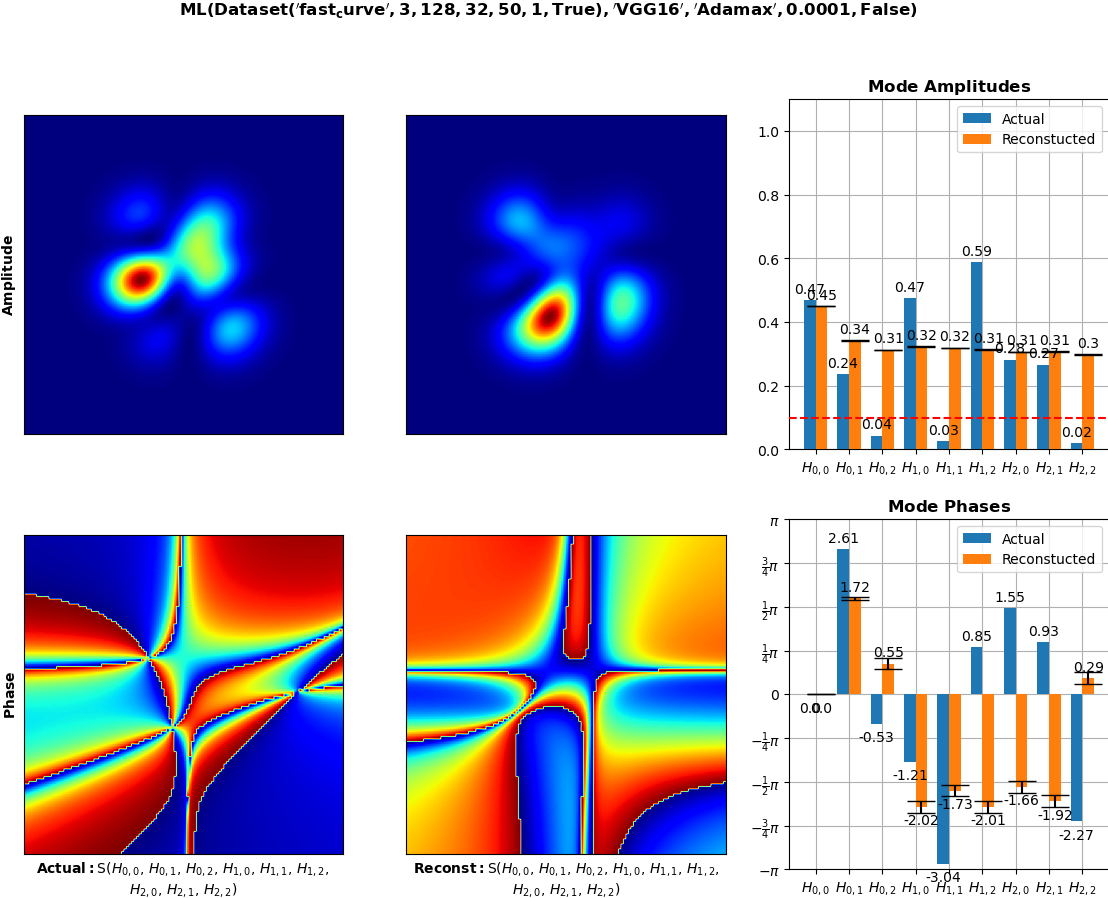 ML(Dataset('fast_curve', 3, 128, 32, 50, 1, True), 'VGG16', 'Adamax', 0.0001, False)
Amplitude
Mode Amplitudes
Actual
Reconstucted
1.0
0.8
0.6
0.4
0.2
0.0
0.47
0.45
0.24
0.34
0.04
0.31
0.47
0.32
0.03
0.32
0.59
0.31
0.28
0.31
0.27
0.31
0.02
0.3
H0,0 H0,1 H0,2 H1,0 H1,1 H1,2 H2,0 H2,1 H2,2
Phase
Actual:S(H0,0, H0,1, H0,2, H1,0, H1,1, H1,2,
H2,0, H2,1, H2,2)
Reconst:S(H0,0, H0,1, H0,2, H1,0, H1,1, H1,2,
H2,0, H2,1, H2,2)
Mode Phases
Actual
Reconstucted
π
3/4π
1/2π
1/4π
0
−1/4π
−1/2π
−3/4π
−π
0.0
0.0
2.61
1.72
-0.53
0.55
-1.21
-2.02
-3.04
-1.73
0.85
-2.01
1.55
-1.66
0.93
-1.92
-2.27
0.29
H0,0 H0,1 H0,2 H1,0 H1,1 H1,2 H2,0 H2,1 H2,2